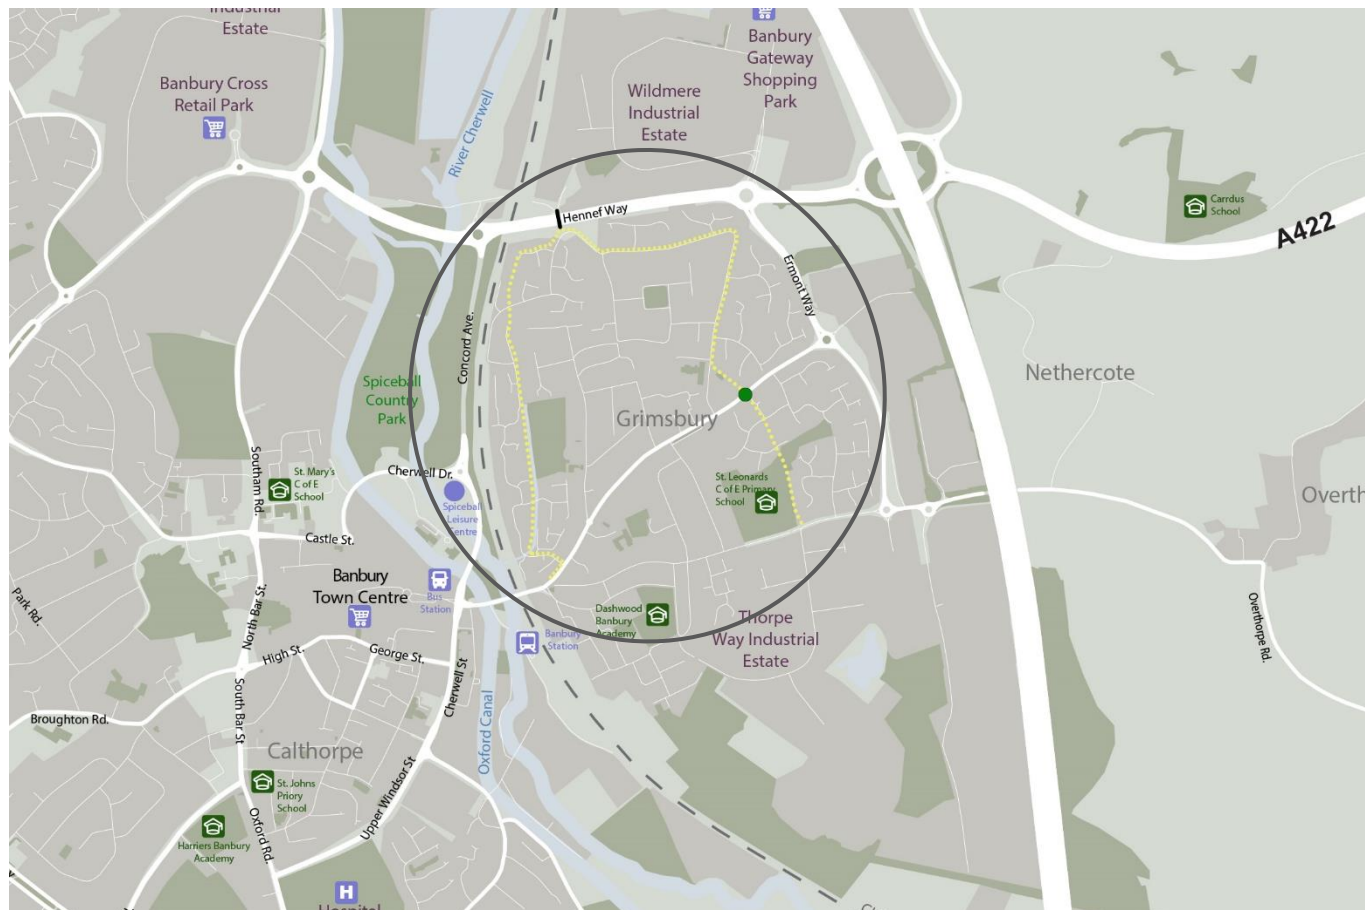 Industrial
Estate
Banbury Cross
Retail Park
River Cherwell
Wildmere
Industrial
Estate
Banbury
Gateway
Shopping
Park
Hennef Way
Carrdus
School
A422
Ermont Way
Concord Ave.
Spiceball
Country
Park
Grimsbury
Nethercote
Southam Rd.
St. Mary's
C of E
School
Cherwell Dr.
Spiceball
Leisure
Centre
St. Leonards
C of E Primary
School
Overth
Castle St.
Banbury
Town Centre
Bus
Station
Park Rd.
North Bar St.
High St.
George St.
Banbury
Station
Dashwood
Banbury
Academy
Thorpe
Way Industrial
Estate
Overthorpe Rd.
Cherwell St
South Bar St
Broughton Rd.
Oxford Canal
Calthorpe
St. Johns
Priory
School
Upper Windsor St
Oxford Rd.
Harriers Banbury
Academy
H
Hospital